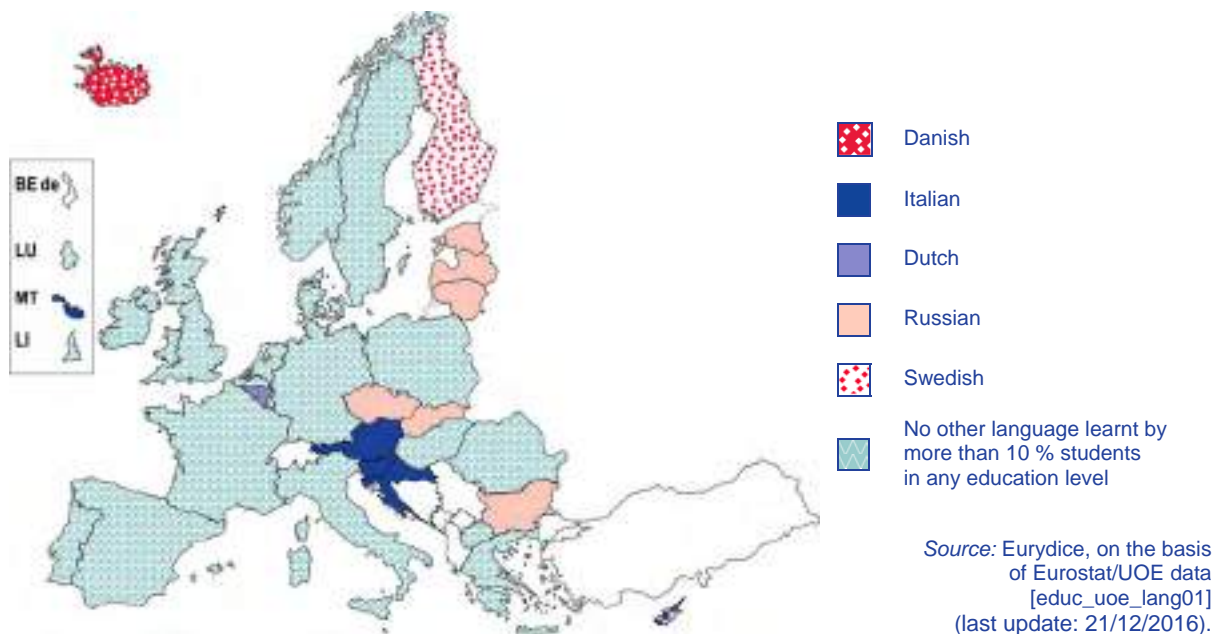 BE de
LU
MT
LI
Danish
Italian
Dutch
Russian
Swedish
No other language learnt by
more than 10 % students
in any education level
Source: Eurydice, on the basis
of Eurostat/UOE data
[educ_uoe_lang01]
(last update: 21/12/2016).